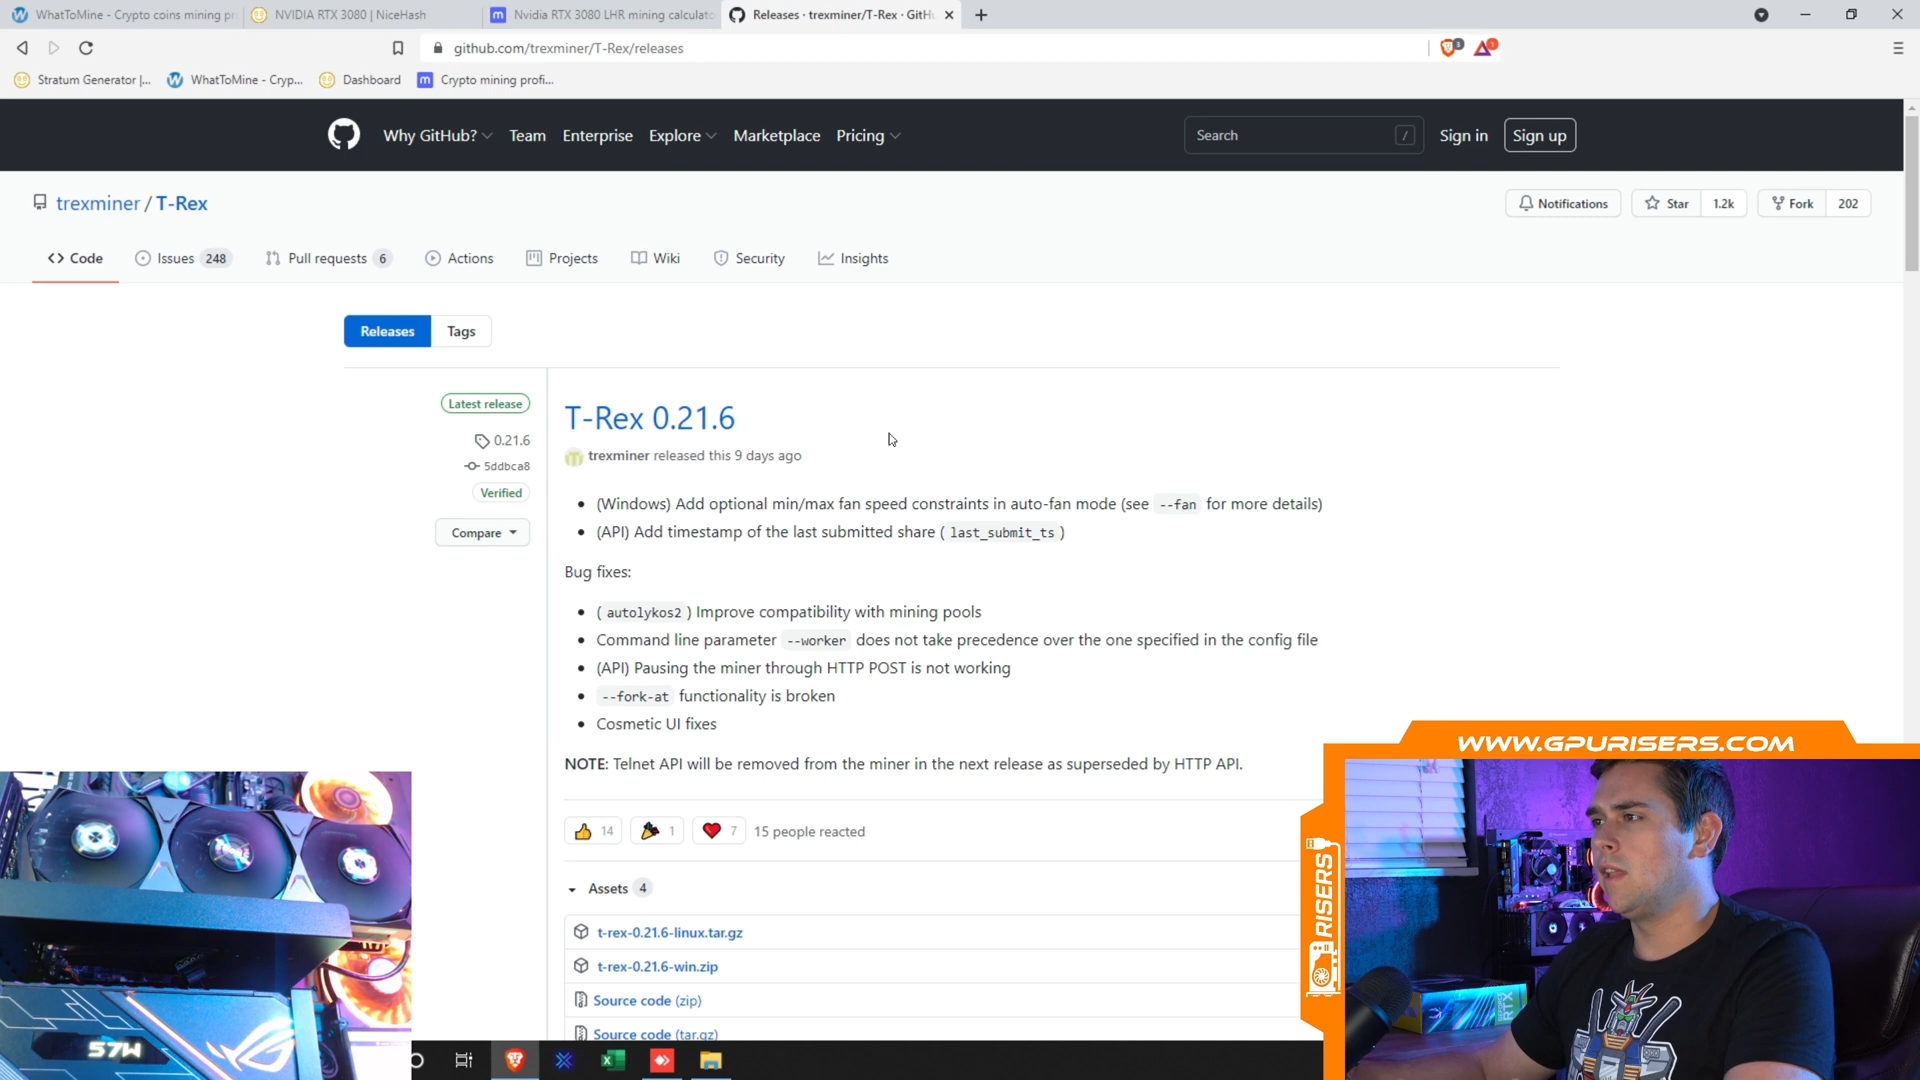 WhatToMine - Crypto coins mining pr
NVIDIA RTX 3080 | NiceHash
Nvidia RTX 3080 LHR mining calculato
Releases · trexminer/T-Rex · GitH
github.com/trexminer/T-Rex/releases
3
1
Stratum Generator |...
WhatToMine - Cryp...
Dashboard
Crypto mining profi...
Why GitHub?
Team
Enterprise
Explore
Marketplace
Pricing
Search
/
Sign in
Sign up
trexminer / T-Rex
Notifications
Star 1.2k
Fork 202
Code
Issues 248
Pull requests 6
Actions
Projects
Wiki
Security
Insights
Releases
Tags
Latest release
0.21.6
5ddbca8
Verified
Compare
T-Rex 0.21.6
trexminer released this 9 days ago
• (Windows) Add optional min/max fan speed constraints in auto-fan mode (see --fan for more details)
• (API) Add timestamp of the last submitted share ( last_submit_ts )
Bug fixes:
• ( autolykos2 ) Improve compatibility with mining pools
• Command line parameter --worker does not take precedence over the one specified in the config file
• (API) Pausing the miner through HTTP POST is not working
• --fork-at functionality is broken
• Cosmetic UI fixes
NOTE: Telnet API will be removed from the miner in the next release as superseded by HTTP API.
14
1
7
15 people reacted
Assets 4
t-rex-0.21.6-linux.tar.gz
t-rex-0.21.6-win.zip
Source code (zip)
Source code (tar.gz)
WWW.GPURISERS.COM
RISERS
57W
RTX